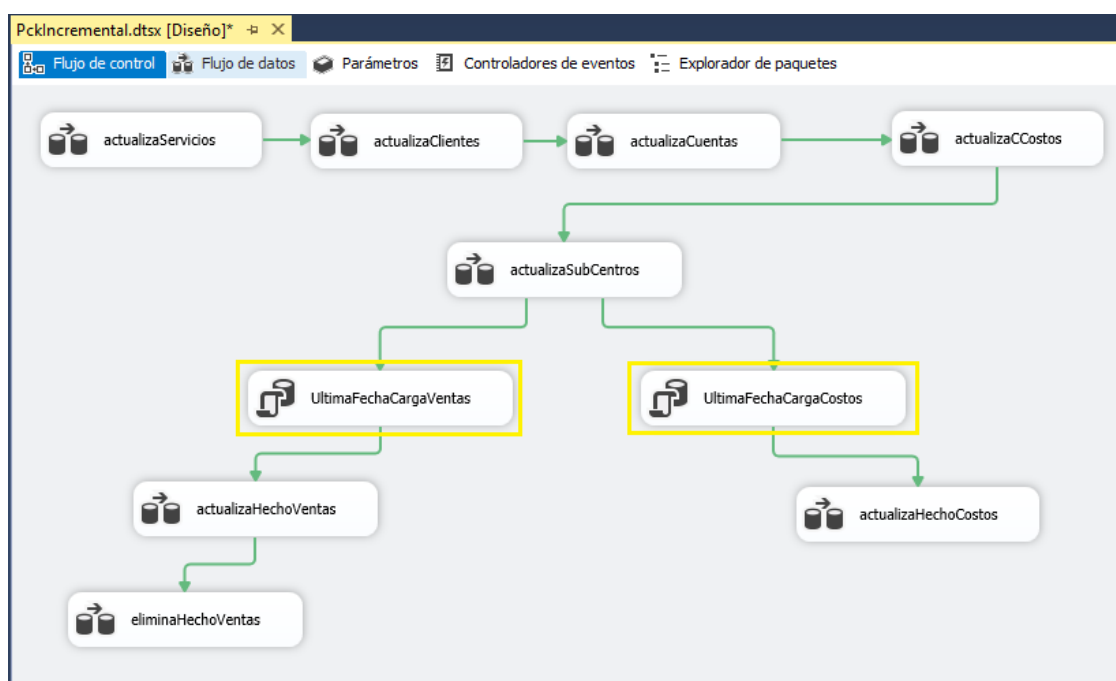 PckIncremental.dtsx [Diseño]*
Flujo de control Flujo de datos Parámetros Controladores de eventos Explorador de paquetes
actualizaServicios actualizaClientes actualizaCuentas actualizaCCostos
actualizaSubCentros
UltimaFechaCargaVentas UltimaFechaCargaCostos
actualizaHechoVentas actualizaHechoCostos
eliminaHechoVentas